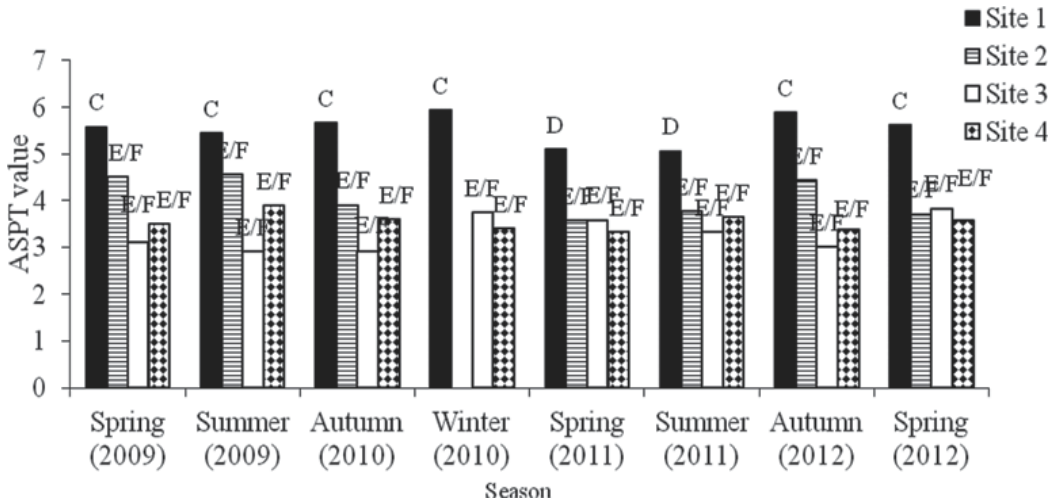 Site 1
Site 2
Site 3
Site 4
ASPT value
7
6
5
4
3
2
1
0
C
E/F
E/F
E/F
C
E/F
E/F
E/F
C
E/F
E/F
E/F
C
E/F
E/F
D
E/F
E/F
E/F
D
E/F
E/F
E/F
C
E/F
E/F
E/F
C
E/F
E/F
E/F
Spring Summer Autumn Winter Spring Summer Autumn Spring
(2009) (2009) (2010) (2010) (2011) (2011) (2012) (2012)
Season